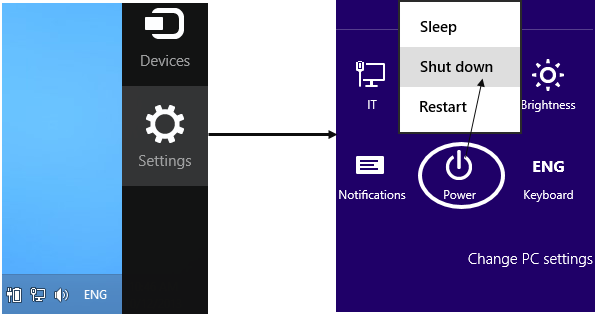 Devices
Settings
ENG
Sleep
Shut down
Restart
IT
Brightness
Notifications
Power
ENG
Keyboard
Change PC settings